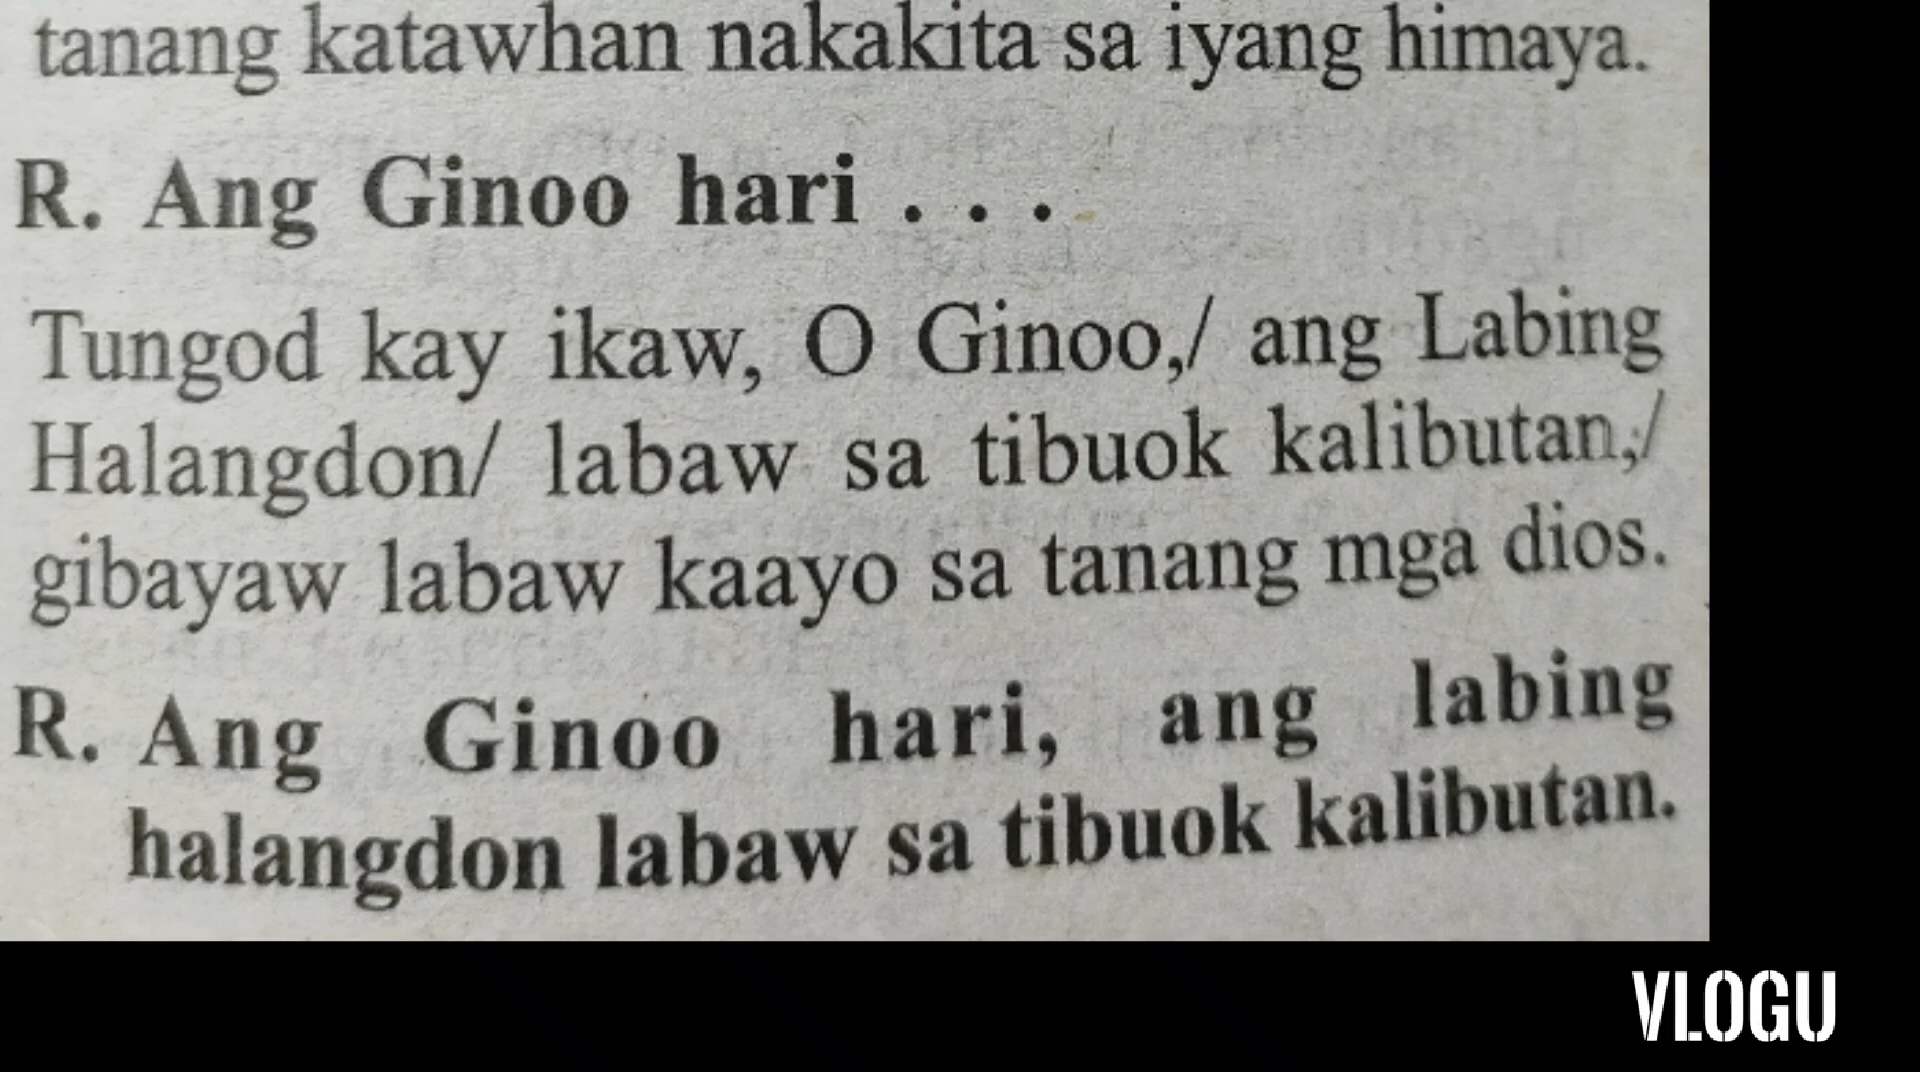 tanang katawhan nakakita sa iyang himaya.
R. Ang Ginoo hari . . .
Tungod kay ikaw, O Ginoo,/ ang Labing
Halangdon/ labaw sa tibuok kalibutan,/
gibayaw labaw kaayo sa tanang mga dios.
R. Ang Ginoo hari, ang labing
halangdon labaw sa tibuok kalibutan.
VLOGU